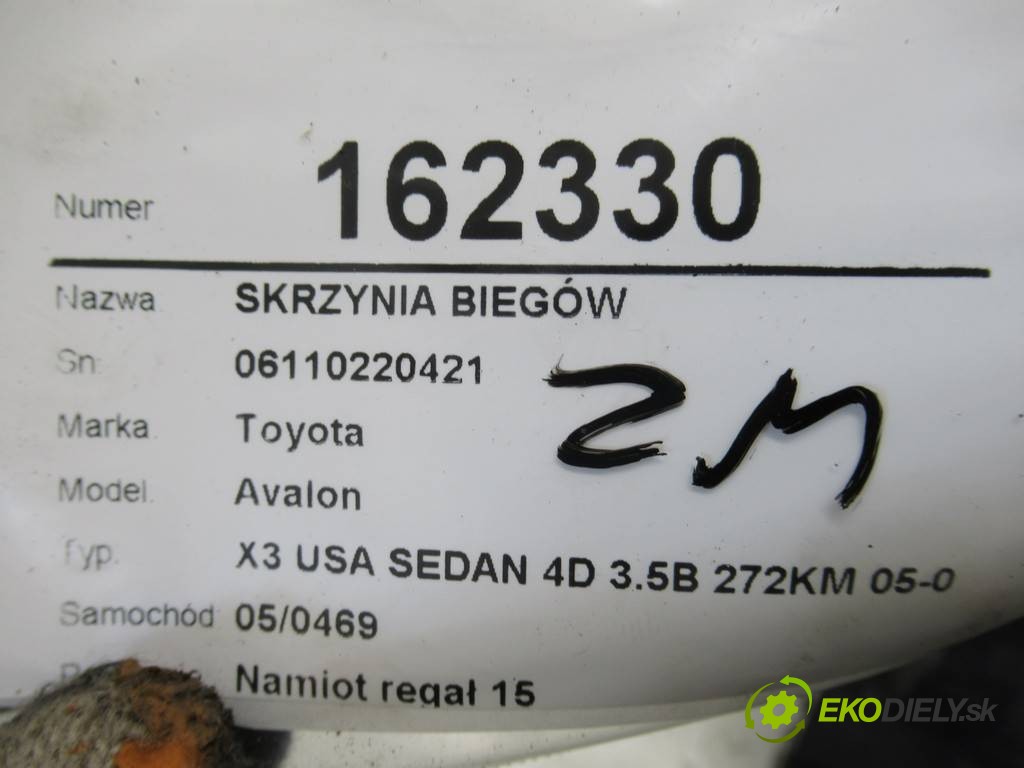 Numer 162330
Nazwa SKRZYNIA BIEGÓW
Sn: 06110220421
Marka Toyota
Model. Avalon
ZM
Typ. X3 USA SEDAN 4D 3.5B 272KM 05-0
Samochód 05/0469
Namiot regał 15
EKODIELY.sk